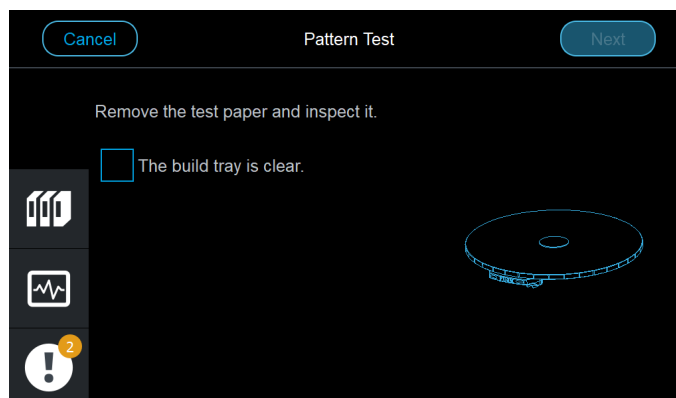 Cancel
Pattern Test
Next
Remove the test paper and inspect it.
The build tray is clear.
2